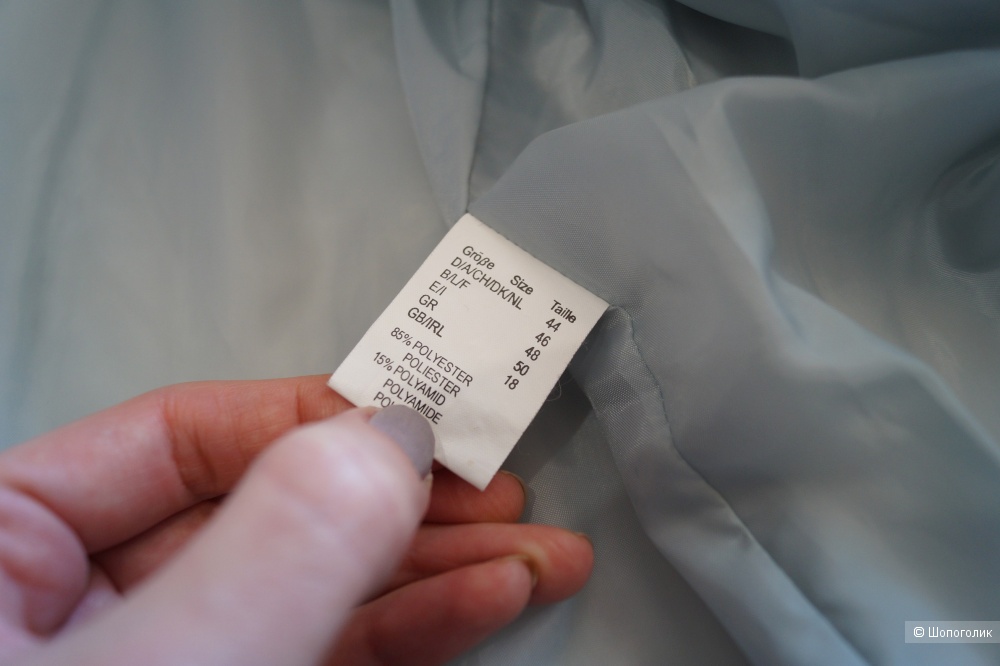 Größe Size Taille
D/A/CH/DK/NL 44
B/L/F 46
E/I 48
GR 50
GB/IRL 18
85% POLYESTER
POLIESTER
15% POLYAMID
POLYAMIDE
© Шопоголик